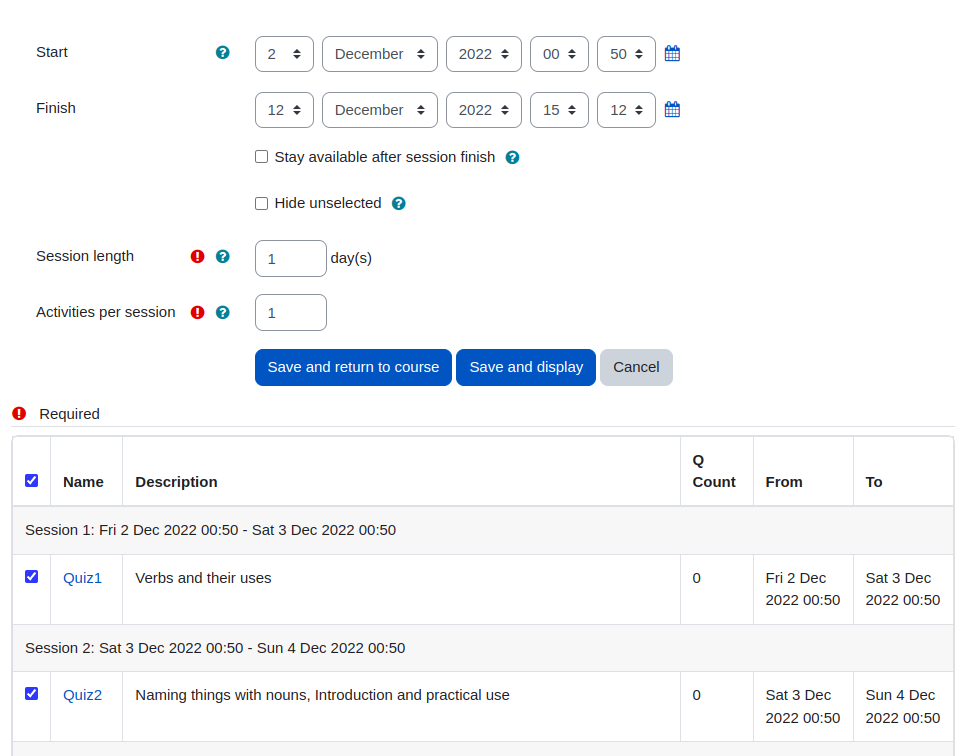 Start 2 December 2022 00 50
Finish 12 December 2022 15 12
Stay available after session finish
Hide unselected
Session length 1 day(s)
Activities per session 1
Save and return to course Save and display Cancel
Required
Name Description Q Count From To
Session 1: Fri 2 Dec 2022 00:50 - Sat 3 Dec 2022 00:50
Quiz1 Verbs and their uses 0 Fri 2 Dec Sat 3 Dec
2022 00:50 2022 00:50
Session 2: Sat 3 Dec 2022 00:50 - Sun 4 Dec 2022 00:50
Quiz2 Naming things with nouns, Introduction and practical use 0 Sat 3 Dec Sun 4 Dec
2022 00:50 2022 00:50